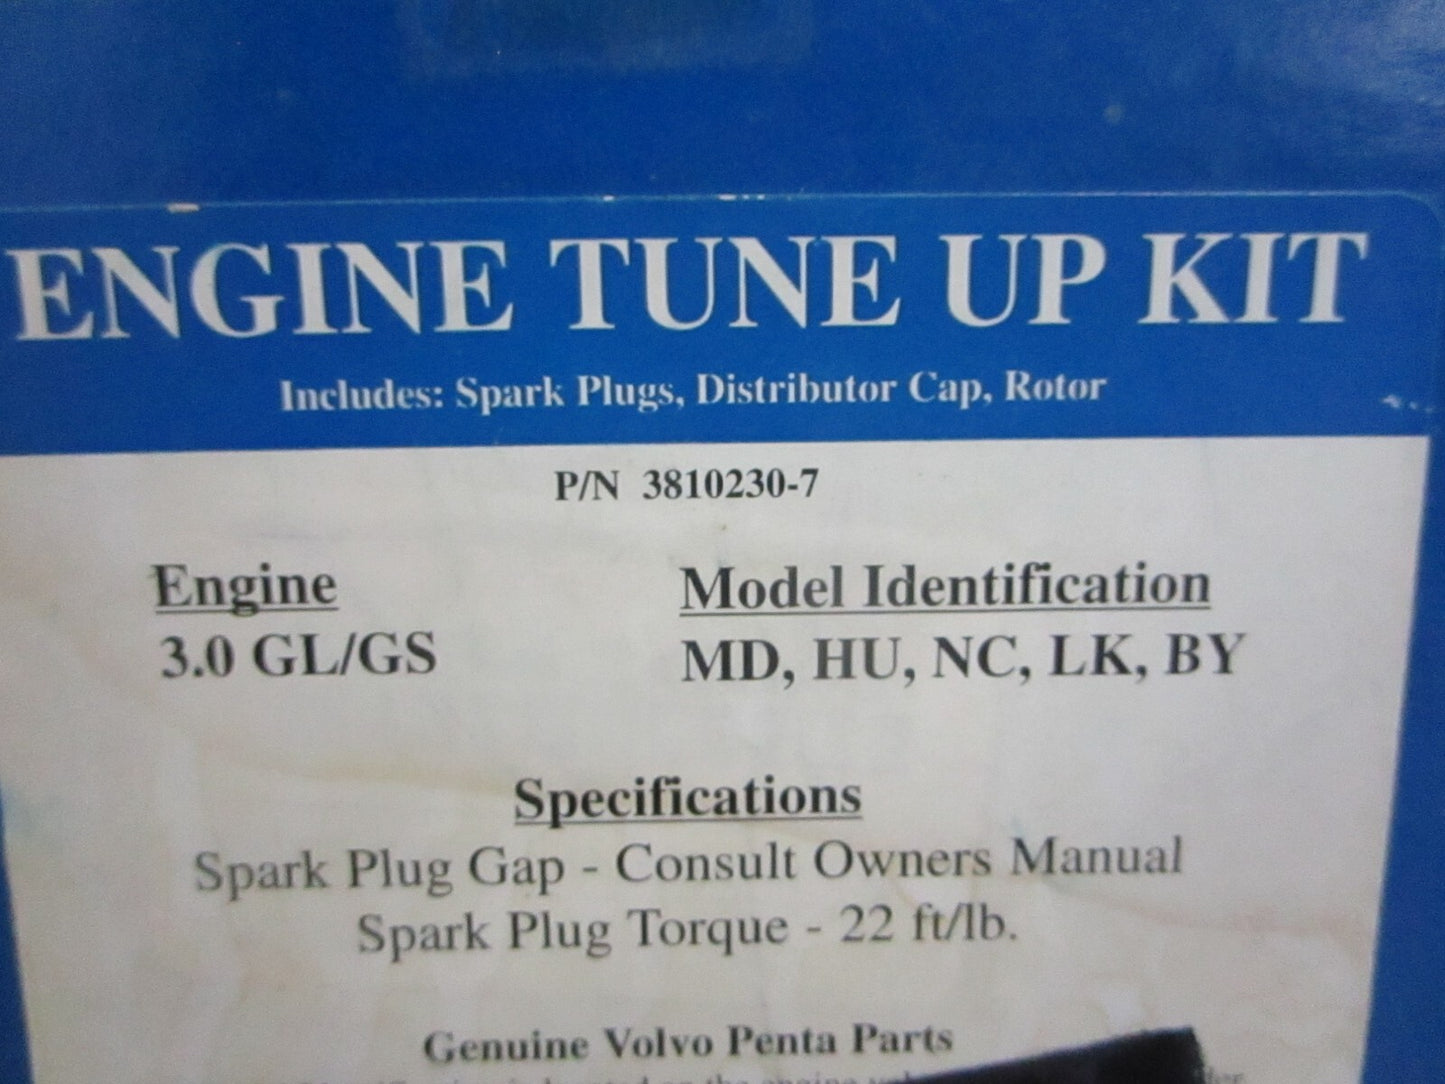 ENGINE TUNE UP KIT
Includes: Spark Plugs, Distributor Cap, Rotor
P/N 3810230-7
Engine
3.0 GL/GS
Model Identification
MD, HU, NC, LK, BY
Specifications
Spark Plug Gap - Consult Owners Manual
Spark Plug Torque - 22 ft/lb.
Genuine Volvo Penta Parts